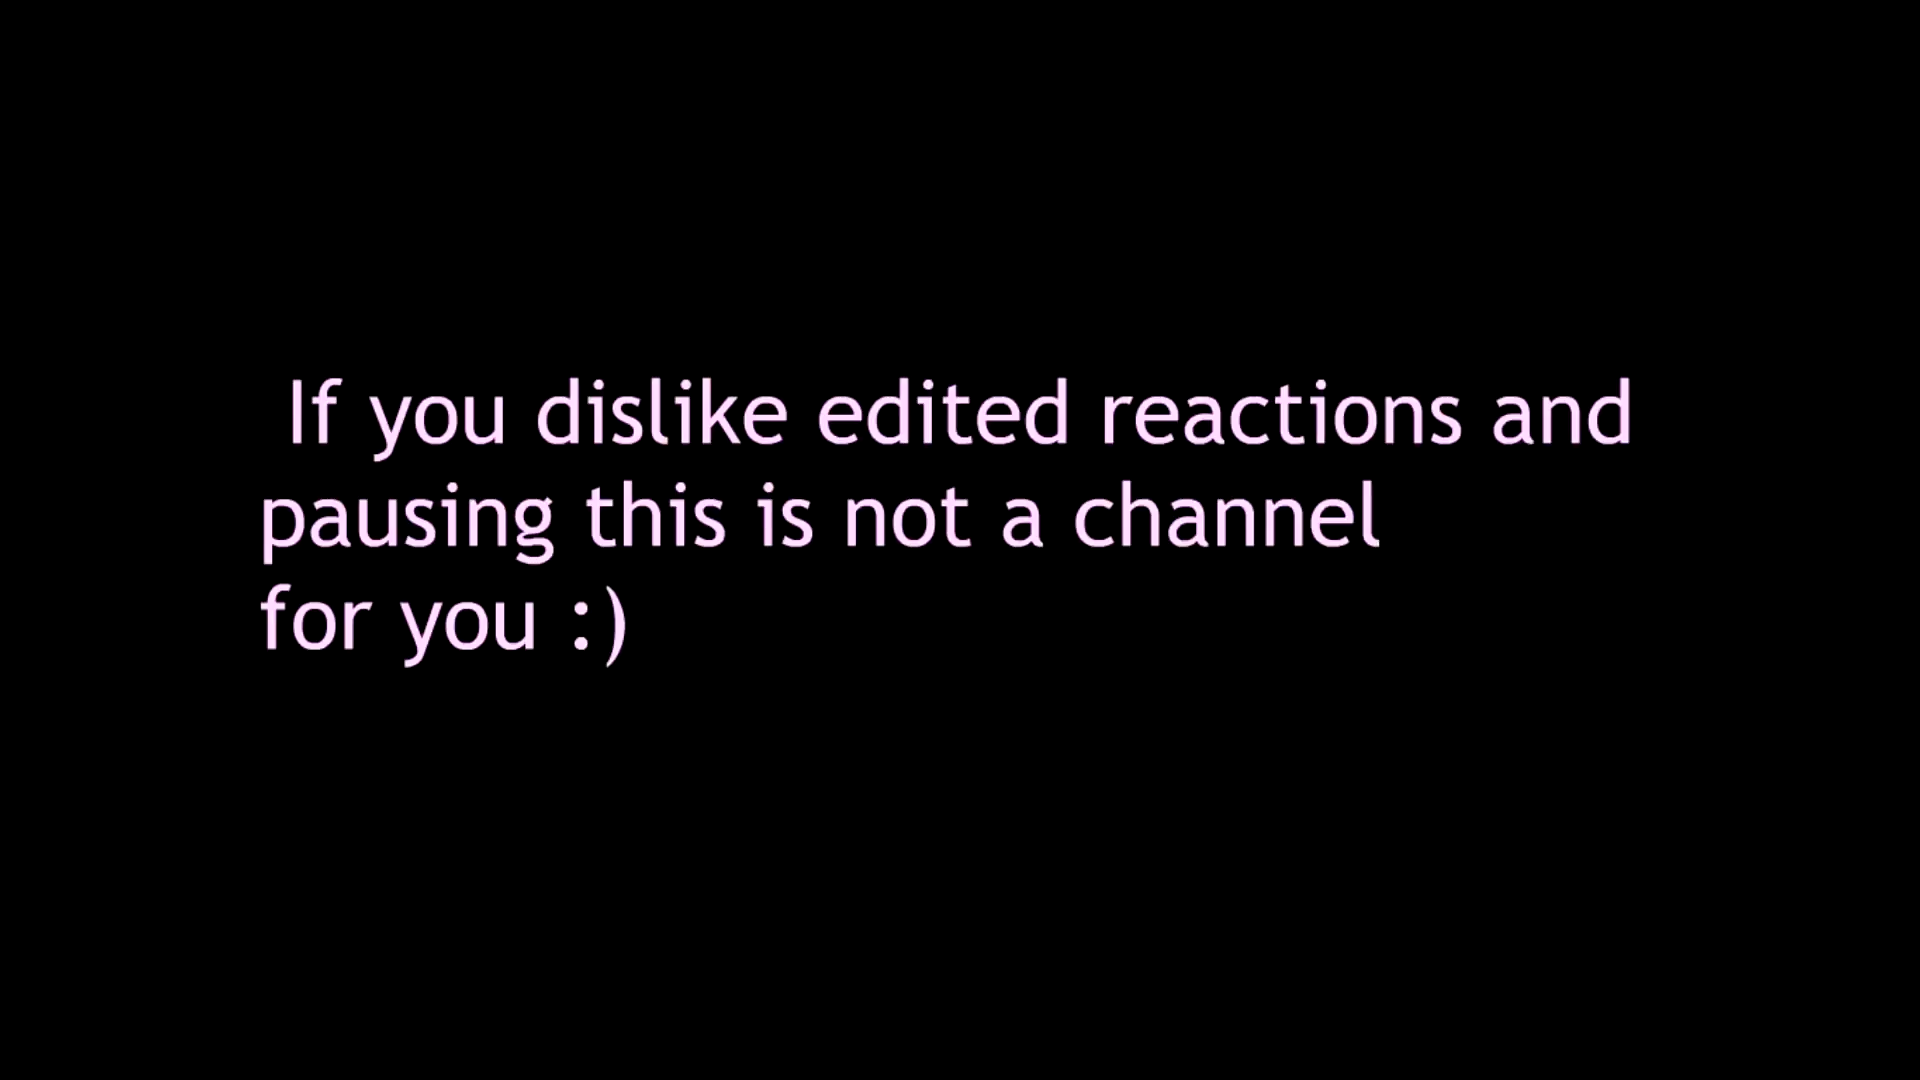 If you dislike edited reactions and
pausing this is not a channel
for you :)